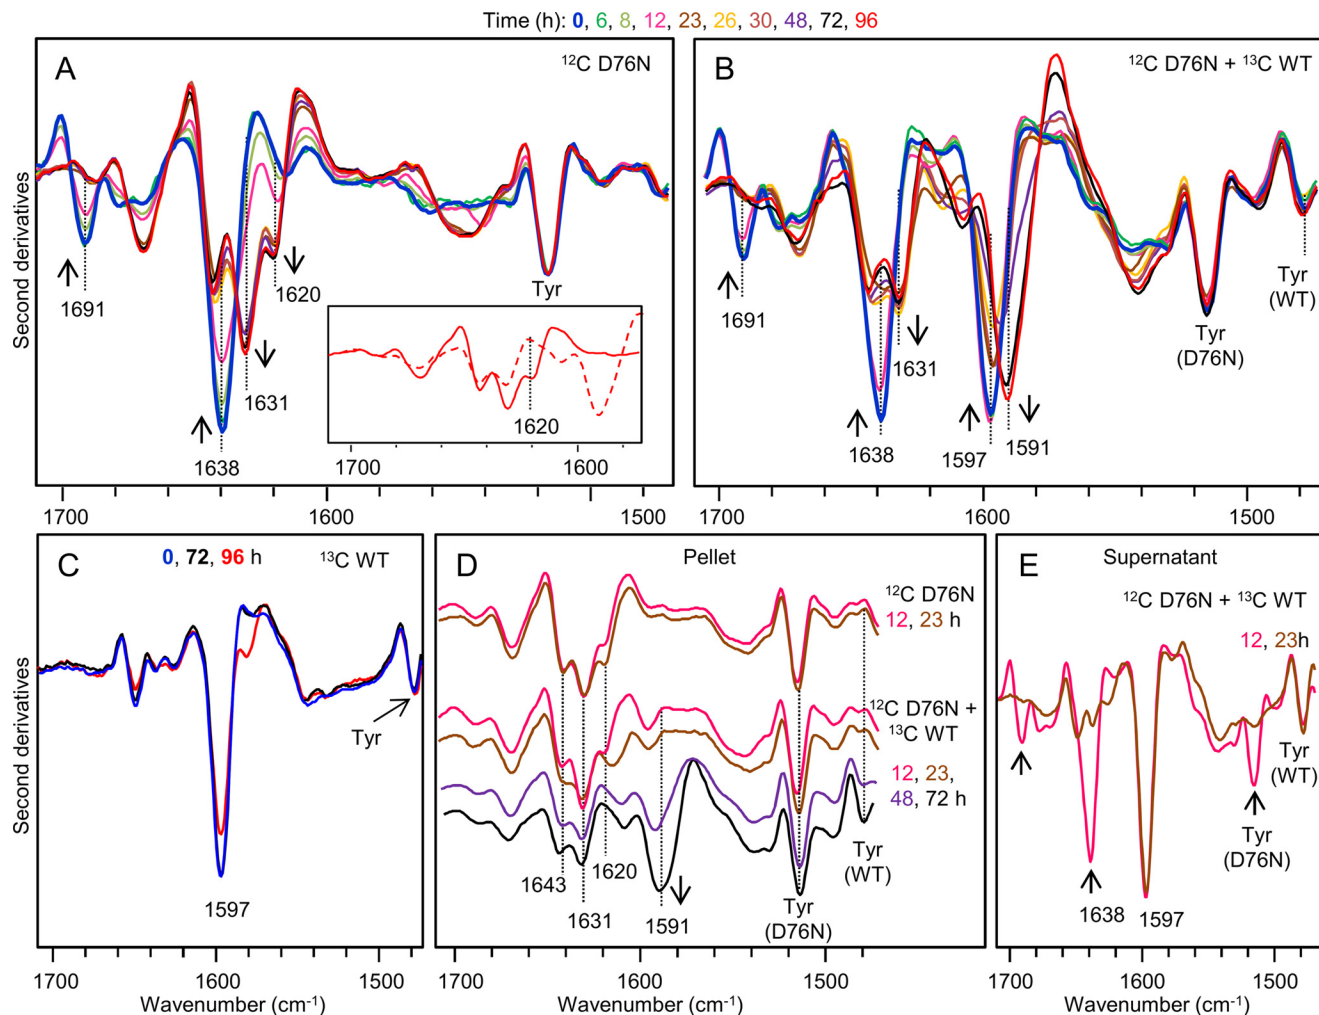 Time (h): 0, 6, 8, 12, 23, 26, 30, 48, 72, 96
A
¹²C D76N
Second derivatives
1691
1638
1631
1620
Tyr
1620
1700
1600
1700
1600
1500
B
¹²C D76N + ¹³C WT
1691
1638
1631
1597
1591
Tyr
(D76N)
Tyr
(WT)
1700
1600
1500
C
0, 72, 96 h
¹³C WT
Second derivatives
Tyr
1597
1700
1600
1500
Wavenumber (cm⁻¹)
D
Pellet
¹²C D76N
12, 23 h
¹²C D76N +
¹³C WT
12, 23,
48, 72 h
1643
1631
1620
1591
Tyr
(D76N)
Tyr
(WT)
1700
1600
1500
Wavenumber (cm⁻¹)
E
Supernatant
¹²C D76N + ¹³C WT
12, 23h
1638
1597
Tyr
(D76N)
Tyr
(WT)
1700
1600
1500
Wavenumber (cm⁻¹)